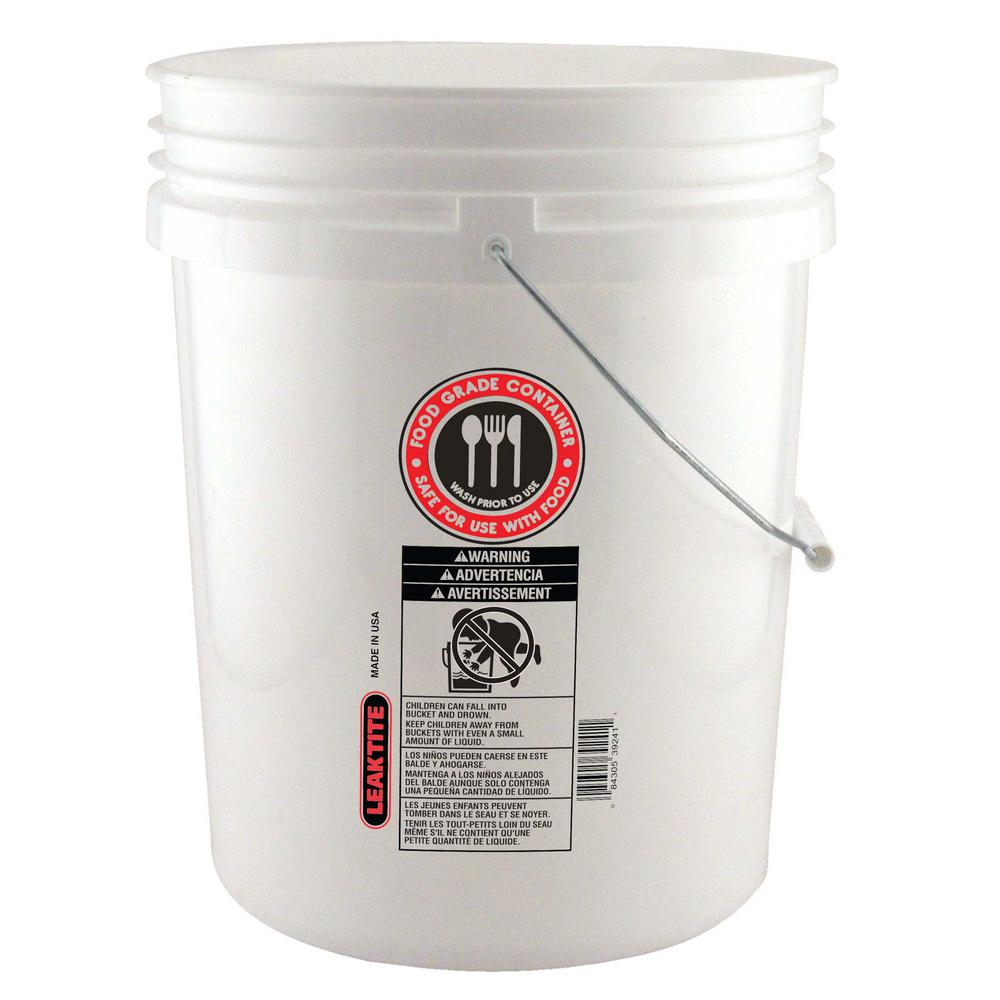 FOOD GRADE CONTAINER
WASH PRIOR TO USE
SAFE FOR USE WITH FOOD
WARNING
ADVERTENCIA
AVERTISSEMENT
CHILDREN CAN FALL INTO
BUCKET AND DROWN.
KEEP CHILDREN AWAY FROM
BUCKETS WITH EVEN A SMALL
AMOUNT OF LIQUID.
LOS NIÑOS PUEDEN CAERSE EN ESTE
BALDE Y AHOGARSE.
MANTENGA A LOS NIÑOS ALEJADOS
DEL BALDE AUNQUE SOLO CONTENGA
UNA PEQUEÑA CANTIDAD DE LÍQUIDO.
LES JEUNES ENFANTS PEUVENT
TOMBER DANS LE SEAU ET SE NOYER.
TENIR LES TOUT-PETITS LOIN DU SEAU
MÊME S'IL NE CONTIENT QU'UNE
PETITE QUANTITÉ DE LIQUIDE.
MADE IN USA
LEAKTITE
0 84305 39241 1